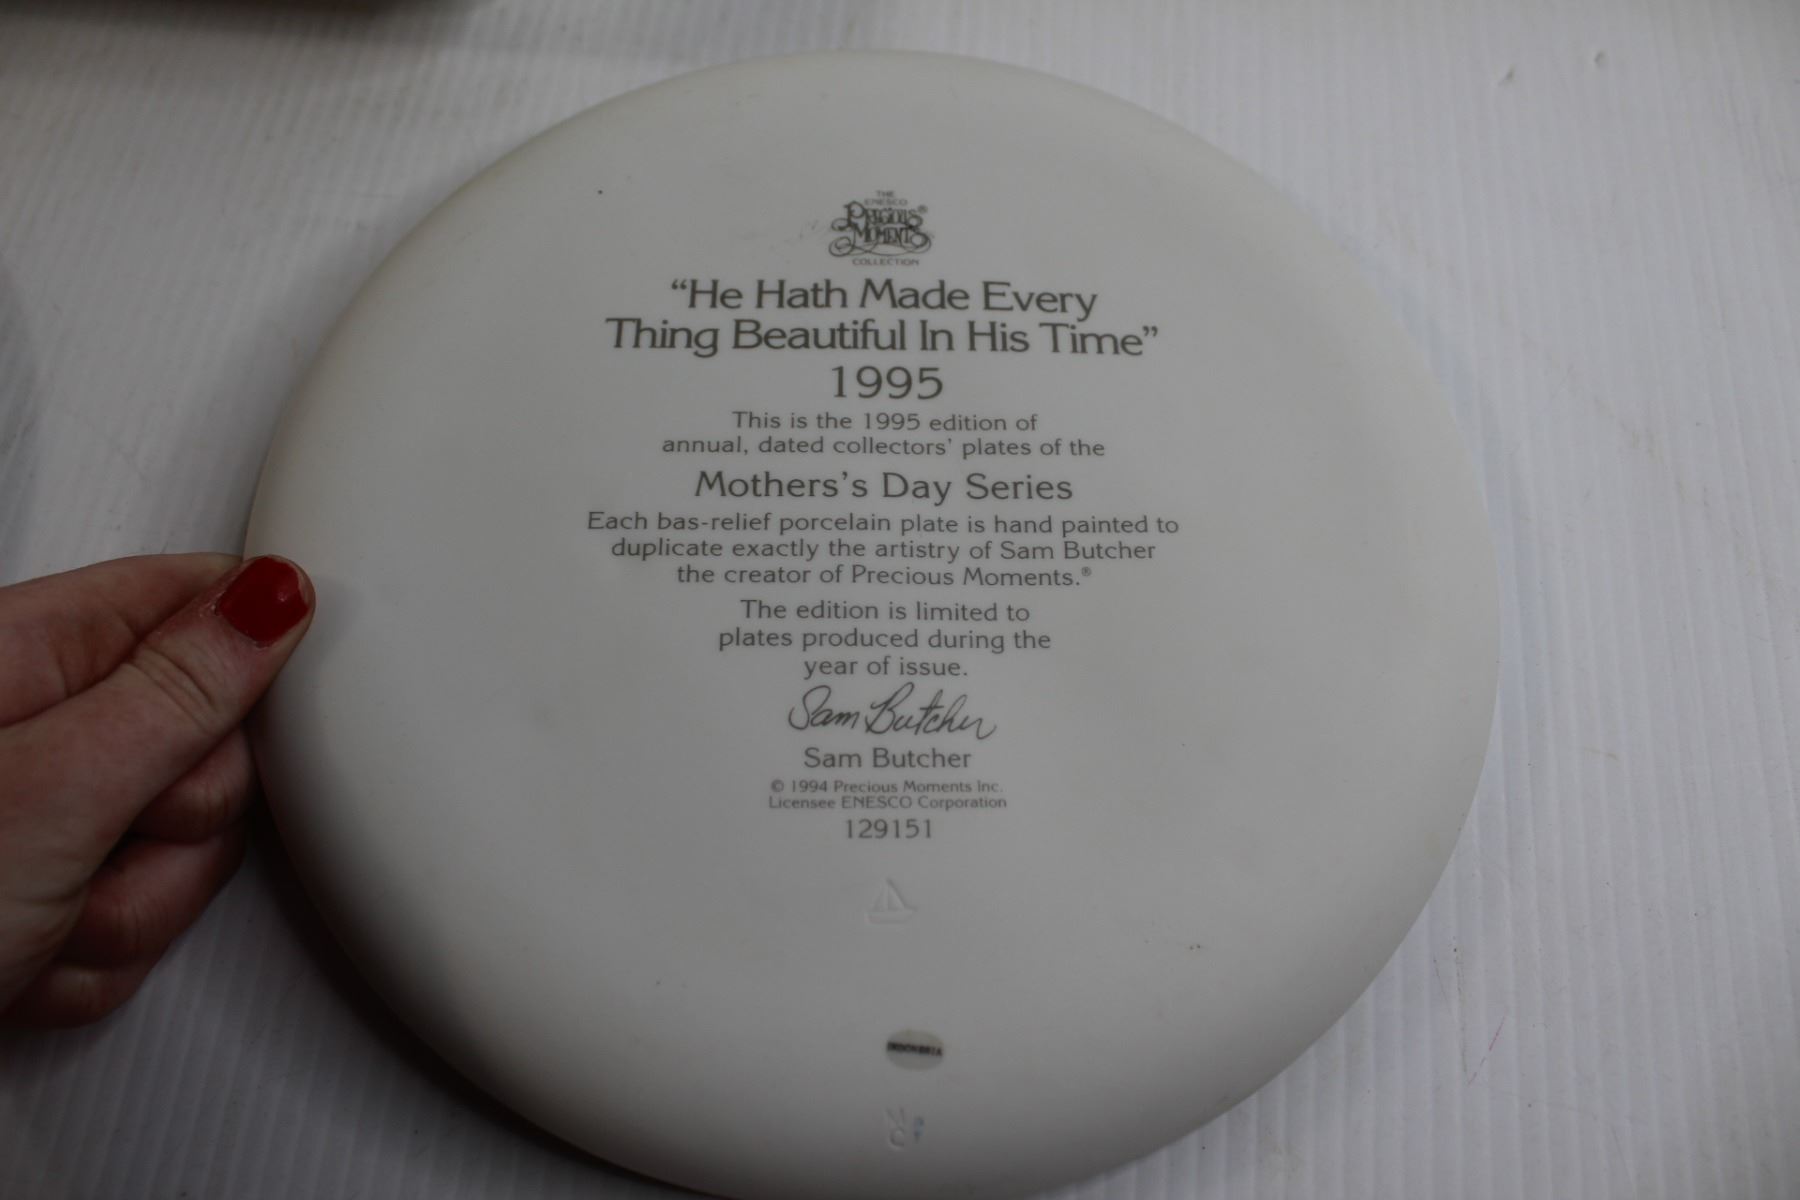 THE
ENESCO
PRECIOUS®
MOMENTS
COLLECTION
“He Hath Made Every
Thing Beautiful In His Time”
1995
This is the 1995 edition of
annual, dated collectors’ plates of the
Mothers’s Day Series
Each bas-relief porcelain plate is hand painted to
duplicate exactly the artistry of Sam Butcher
the creator of Precious Moments.®
The edition is limited to
plates produced during the
year of issue.
Sam Butcher
Sam Butcher
© 1994 Precious Moments Inc.
Licensee ENESCO Corporation
129151
INDONESIA